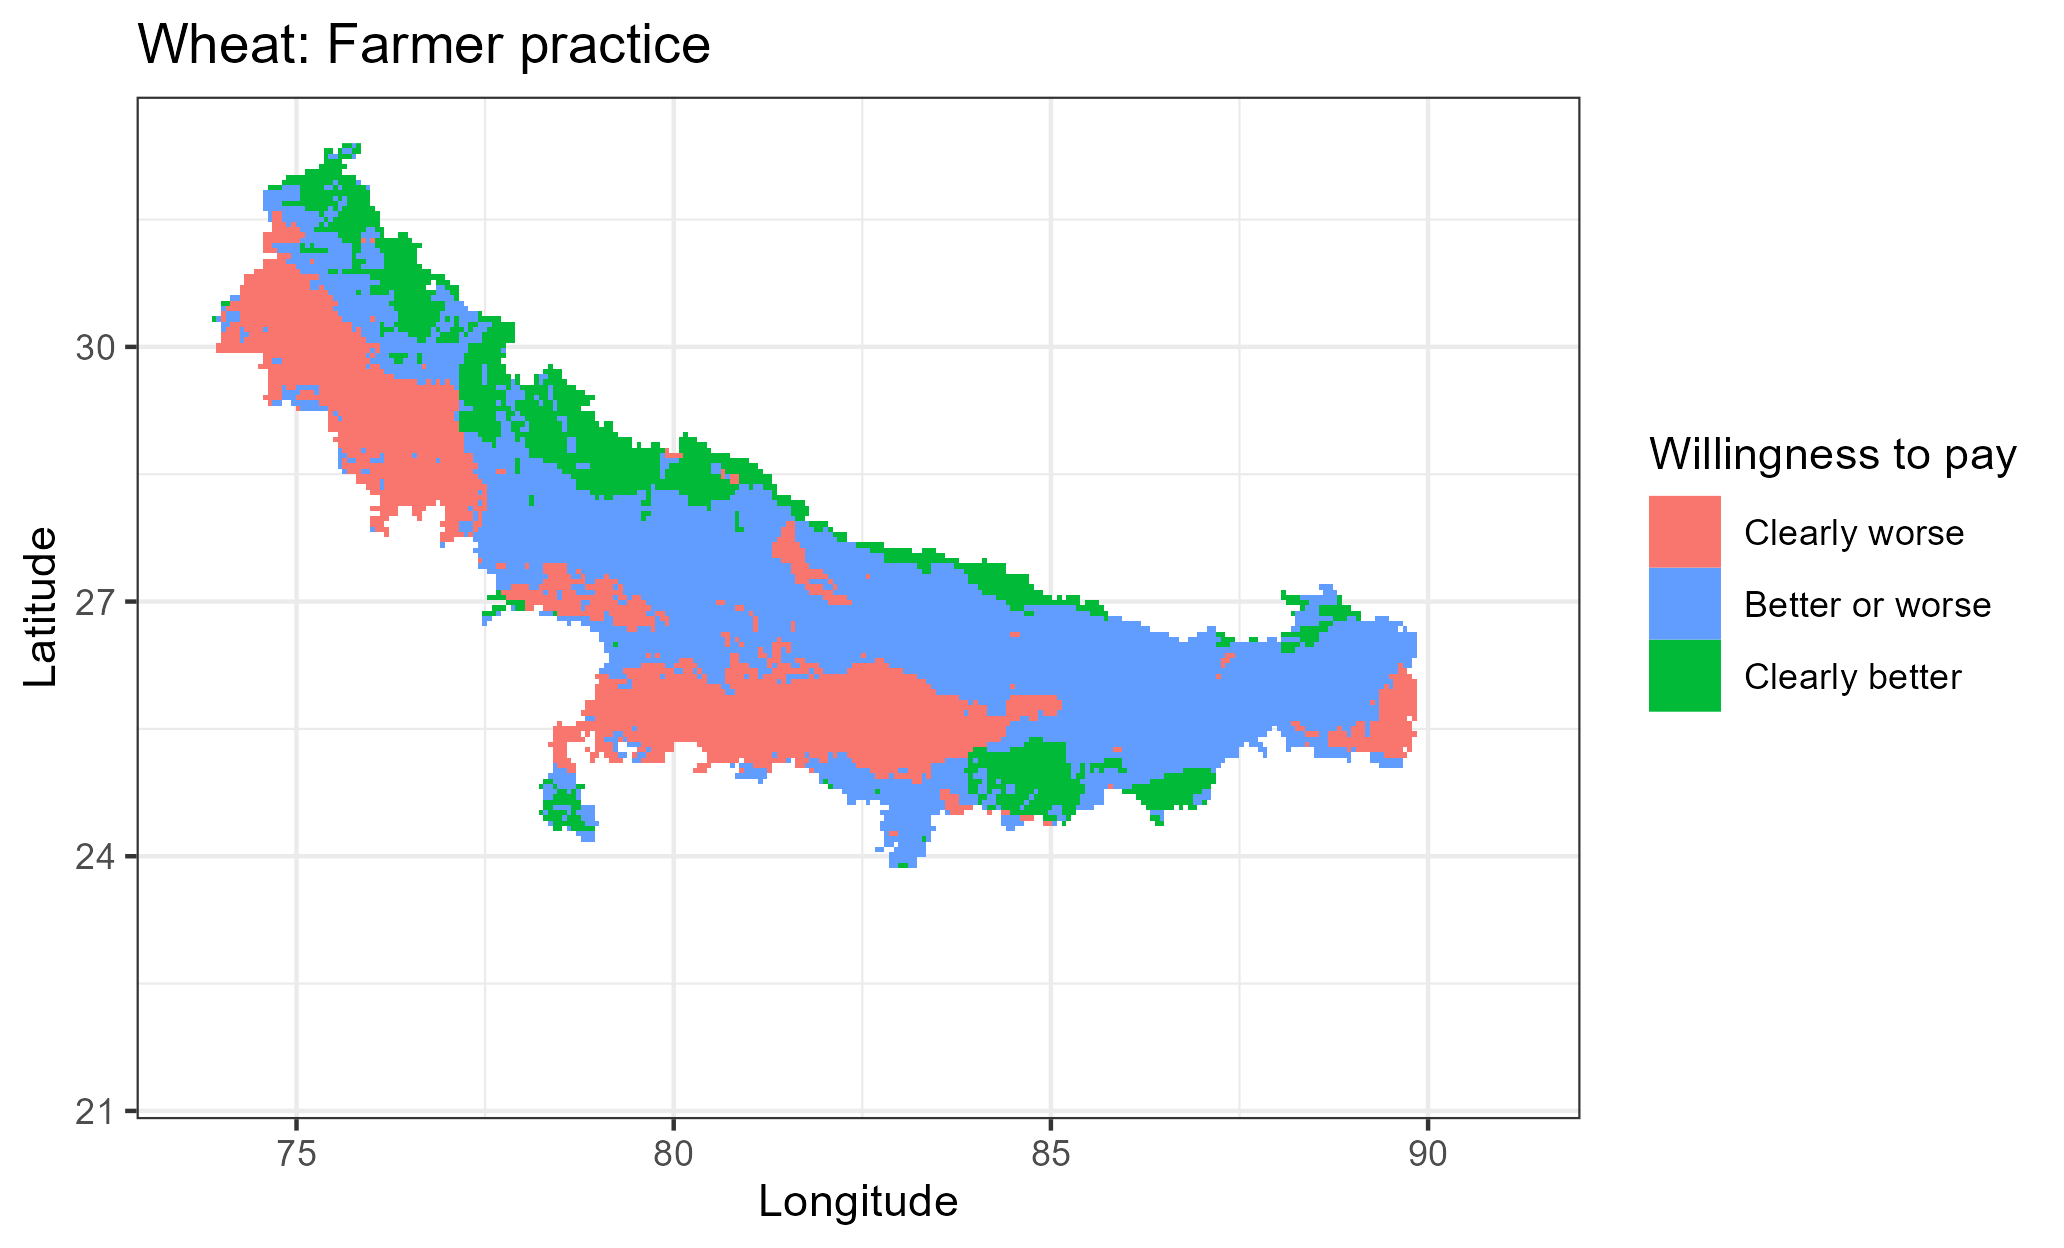 Wheat: Farmer practice
30
27
24
21
75
80
85
90
Latitude
Longitude
Willingness to pay
Clearly worse
Better or worse
Clearly better